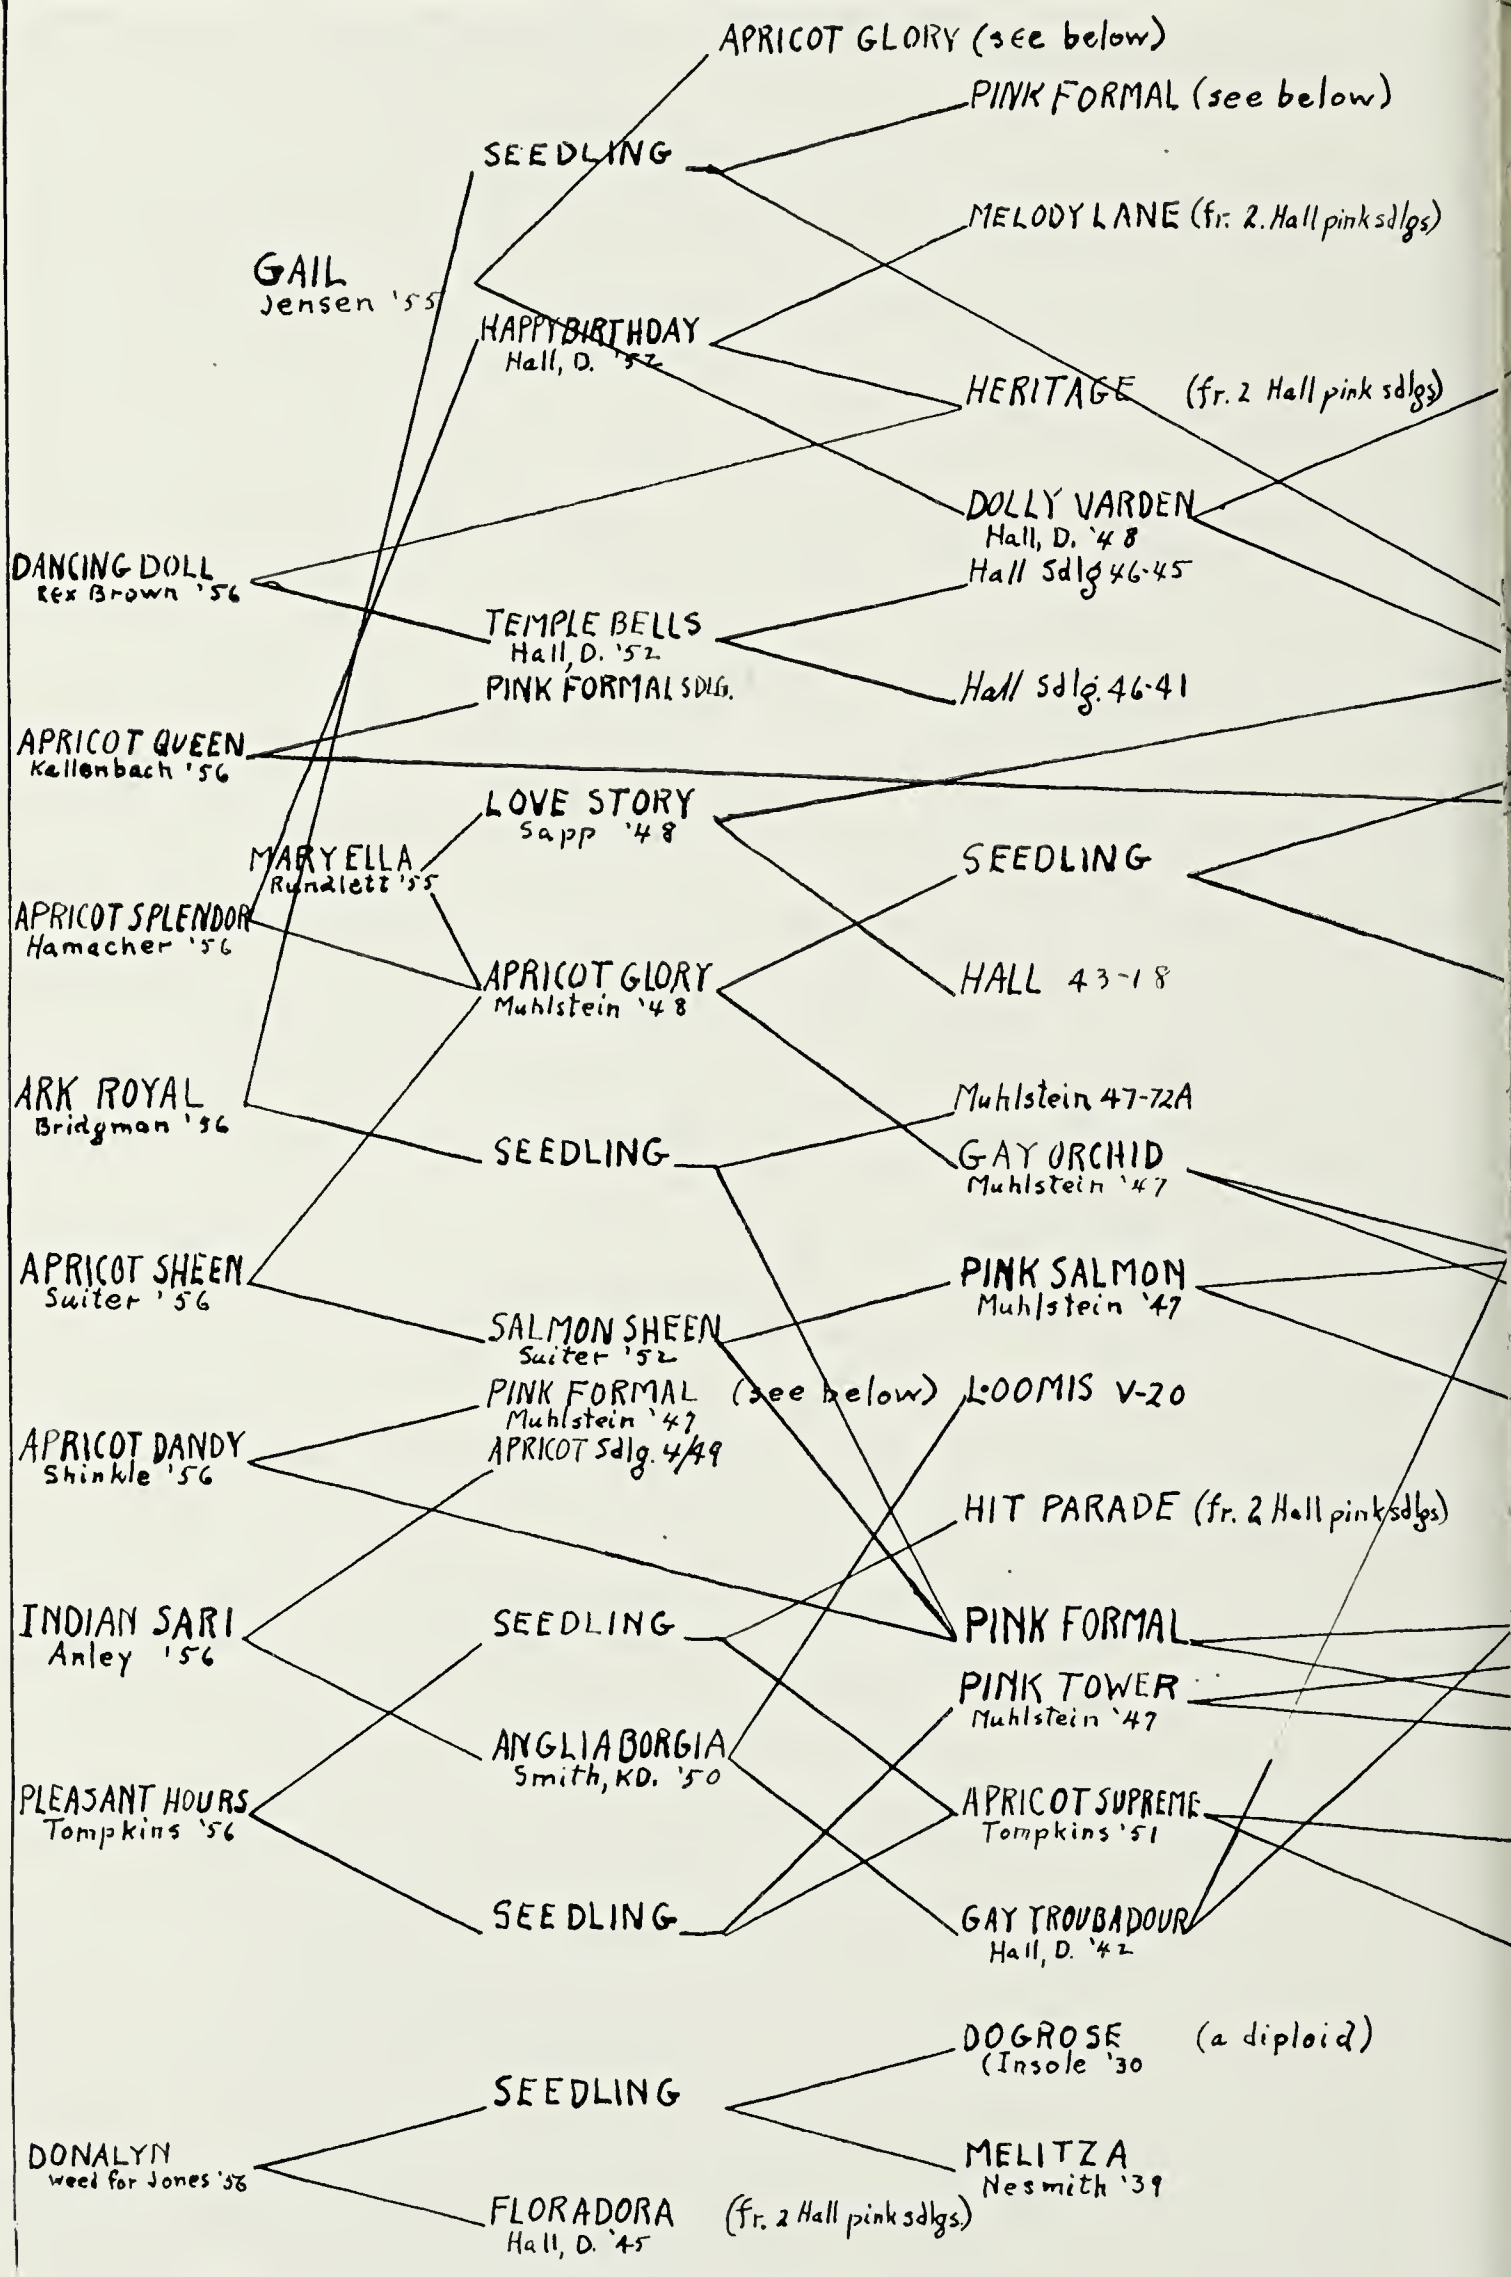 APRICOT GLORY (see below)
PINK FORMAL (see below)
SEEDLING
MELODY LANE (fr. 2. Hall pink sdlgs)
GAIL
Jensen '55
HAPPY BIRTHDAY
Hall, D. '52
HERITAGE (fr. 2 Hall pink sdlgs)
DOLLY VARDEN
Hall, D. '48
DANCING DOLL
Rex Brown '56
Hall Sdlg 46-45
TEMPLE BELLS
Hall, D. '52
PINK FORMAL SDLG.
Hall Sdlg. 46-41
APRICOT QUEEN
Kallenbach '56
LOVE STORY
Sapp '48
MARY ELLA
Rundlett '55
SEEDLING
APRICOT SPLENDOR
Hamacher '56
APRICOT GLORY
Muhlstein '48
HALL 43-18
ARK ROYAL
Bridgman '56
Muhlstein 47-72A
SEEDLING
GAY ORCHID
Muhlstein '47
APRICOT SHEEN
Suiter '56
PINK SALMON
Muhlstein '47
SALMON SHEEN
Suiter '52
PINK FORMAL (see below)
Muhlstein '47
LOOMIS V-20
APRICOT DANDY
Shinkle '56
APRICOT Sdlg. 4/49
HIT PARADE (fr. 2 Hall pink sdlgs)
INDIAN SARI
Anley '56
SEEDLING
PINK FORMAL
PINK TOWER
Muhlstein '47
ANGLIA BORGIA
Smith, KD. '50
PLEASANT HOURS
Tompkins '56
APRICOT SUPREME
Tompkins '51
SEEDLING
GAY TROUBADOUR
Hall, D. '42
DOGROSE (a diploid)
(Insole '30
SEEDLING
DONALYN
Weed for Jones '56
MELITZA
Nesmith '39
FLORADORA (fr. 2 Hall pink sdlgs.)
Hall, D. '45